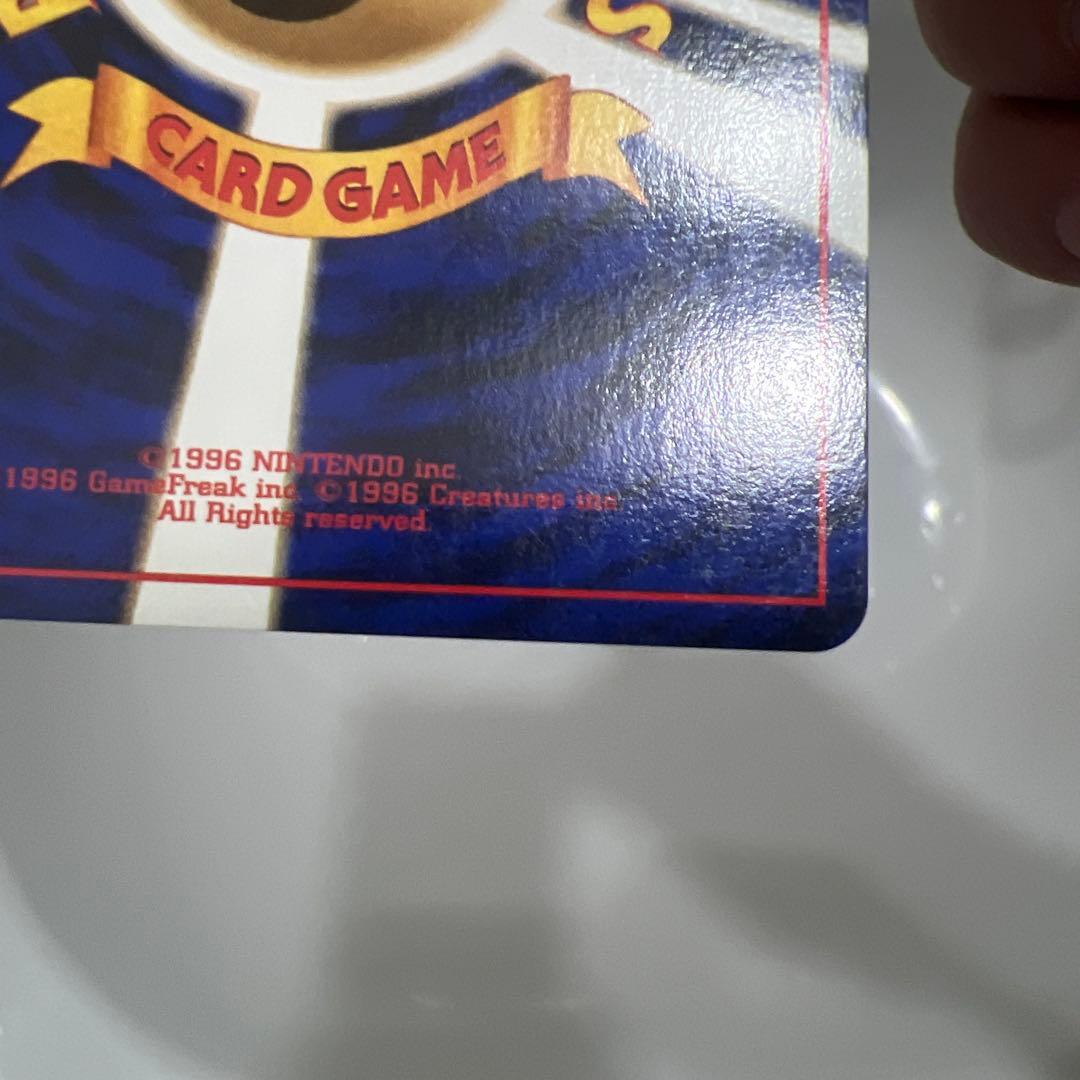 S
CARD GAME
©1996 NINTENDO inc.
1996 GameFreak inc. ©1996 Creatures inc.
All Rights reserved.